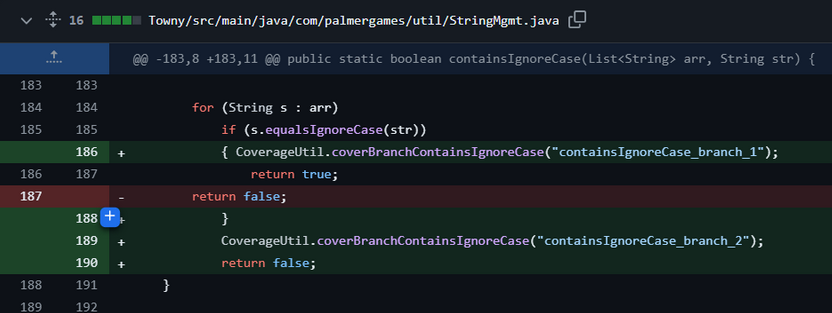 16 Towny/src/main/java/com/palmergames/util/StringMgmt.java
@@ -183,8 +183,11 @@ public static boolean containsIgnoreCase(List<String> arr, String str) {
183 183
184 184 for (String s : arr)
185 185 if (s.equalsIgnoreCase(str))
186 + { CoverageUtil.coverBranchContainsIgnoreCase("containsIgnoreCase_branch_1");
186 187 return true;
187 - return false;
188 + }
189 + CoverageUtil.coverBranchContainsIgnoreCase("containsIgnoreCase_branch_2");
190 + return false;
188 191 }
189 192